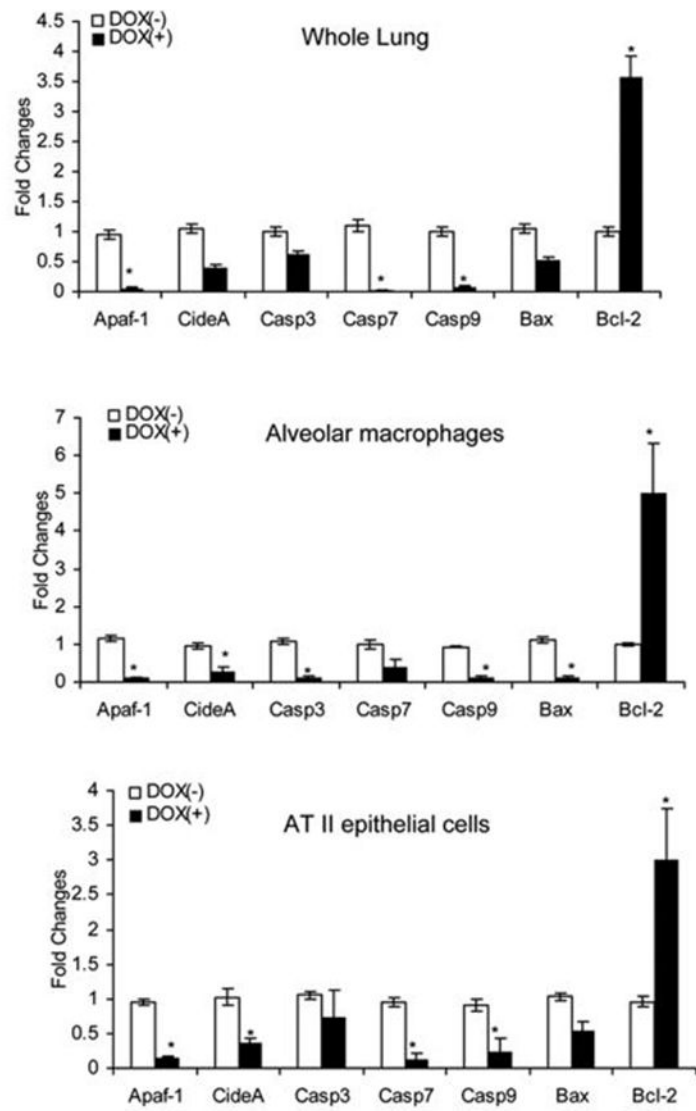 DOX(-)
DOX(+)
Whole Lung
Fold Changes
4.5
4
3.5
3
2.5
2
1.5
1
0.5
0
*
*
*
*
Apaf-1 CideA Casp3 Casp7 Casp9 Bax Bcl-2
DOX(-)
DOX(+)
Alveolar macrophages
Fold Changes
7
6
5
4
3
2
1
0
*
*
*
*
*
*
Apaf-1 CideA Casp3 Casp7 Casp9 Bax Bcl-2
DOX(-)
DOX(+)
AT II epithelial cells
Fold Changes
4
3.5
3
2.5
2
1.5
1
0.5
0
*
*
*
*
*
Apaf-1 CideA Casp3 Casp7 Casp9 Bax Bcl-2